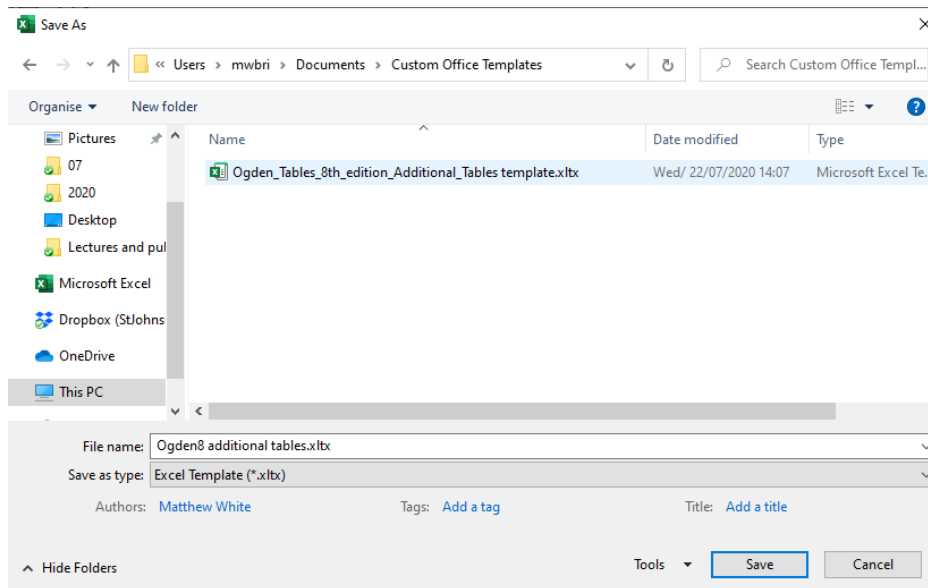 Save As
« Users › mwbri › Documents › Custom Office Templates
Search Custom Office Templ...
Organise
New folder
Name
Date modified
Type
Pictures
07
2020
Desktop
Lectures and pul
Microsoft Excel
Dropbox (StJohns
OneDrive
This PC
Ogden_Tables_8th_edition_Additional_Tables template.xltx
Wed/ 22/07/2020 14:07
Microsoft Excel Te.
File name: Ogden8 additional tables.xltx
Save as type: Excel Template (*.xltx)
Authors: Matthew White
Tags: Add a tag
Title: Add a title
Hide Folders
Tools
Save
Cancel